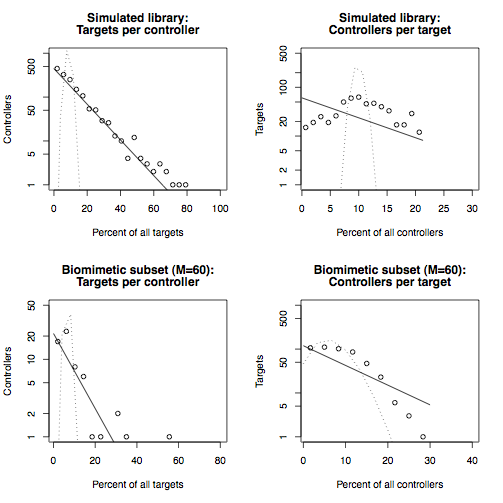 Simulated library:
Targets per controller
Controllers
500
50
5
1
0 20 40 60 80 100
Percent of all targets
Simulated library:
Controllers per target
Targets
500
100
20
5
2
1
0 5 10 15 20 25 30
Percent of all controllers
Biomimetic subset (M=60):
Targets per controller
Controllers
50
20
10
5
2
1
0 20 40 60 80
Percent of all targets
Biomimetic subset (M=60):
Controllers per target
Targets
500
50
5
1
0 10 20 30 40
Percent of all controllers